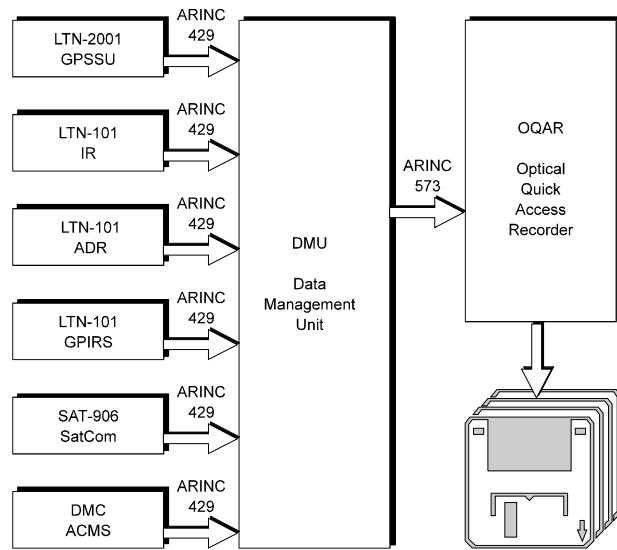 LTN-2001
GPSSU
ARINC
429
LTN-101
IR
ARINC
429
LTN-101
ADR
ARINC
429
LTN-101
GPIRS
ARINC
429
SAT-906
SatCom
ARINC
429
DMC
ACMS
ARINC
429
DMU
Data
Management
Unit
ARINC
573
OQAR
Optical
Quick
Access
Recorder